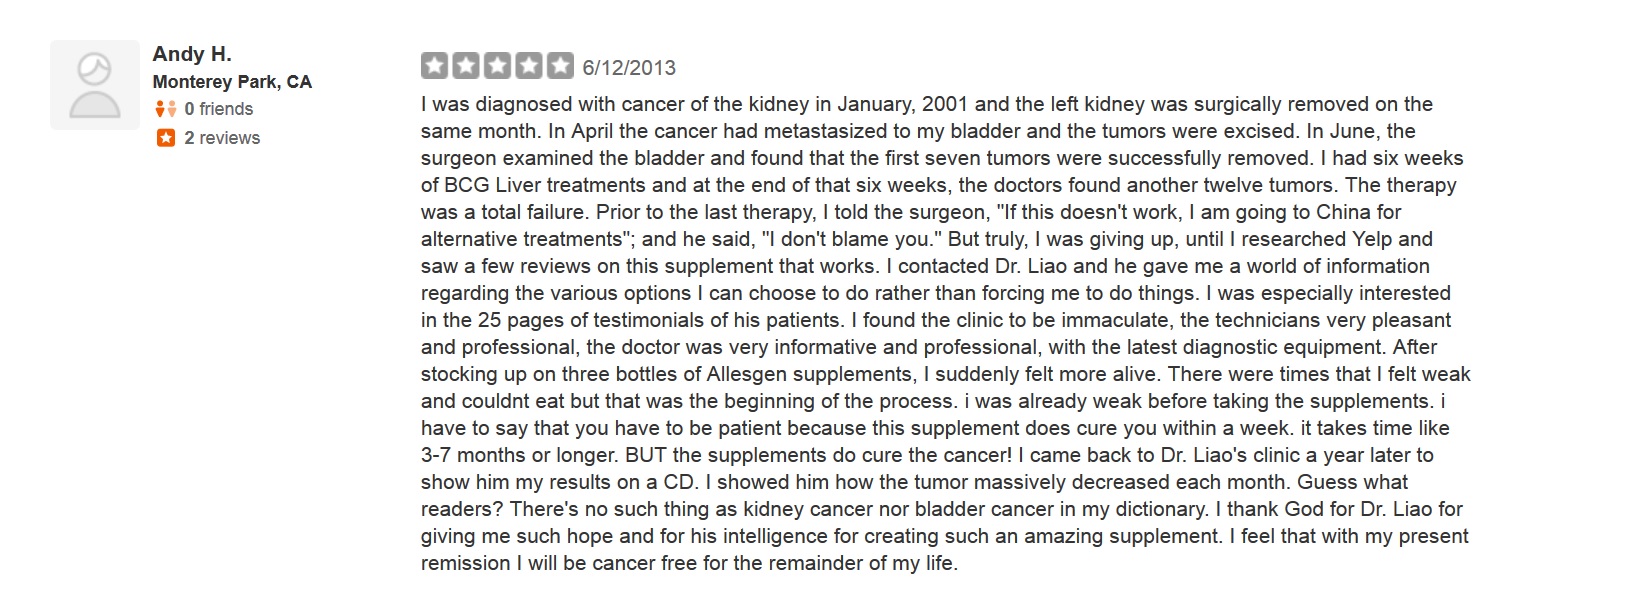 Andy H.
Monterey Park, CA
0 friends
2 reviews
6/12/2013
I was diagnosed with cancer of the kidney in January, 2001 and the left kidney was surgically removed on the
same month. In April the cancer had metastasized to my bladder and the tumors were excised. In June, the
surgeon examined the bladder and found that the first seven tumors were successfully removed. I had six weeks
of BCG Liver treatments and at the end of that six weeks, the doctors found another twelve tumors. The therapy
was a total failure. Prior to the last therapy, I told the surgeon, "If this doesn't work, I am going to China for
alternative treatments"; and he said, "I don't blame you." But truly, I was giving up, until I researched Yelp and
saw a few reviews on this supplement that works. I contacted Dr. Liao and he gave me a world of information
regarding the various options I can choose to do rather than forcing me to do things. I was especially interested
in the 25 pages of testimonials of his patients. I found the clinic to be immaculate, the technicians very pleasant
and professional, the doctor was very informative and professional, with the latest diagnostic equipment. After
stocking up on three bottles of Allesgen supplements, I suddenly felt more alive. There were times that I felt weak
and couldnt eat but that was the beginning of the process. i was already weak before taking the supplements. i
have to say that you have to be patient because this supplement does cure you within a week. it takes time like
3-7 months or longer. BUT the supplements do cure the cancer! I came back to Dr. Liao's clinic a year later to
show him my results on a CD. I showed him how the tumor massively decreased each month. Guess what
readers? There's no such thing as kidney cancer nor bladder cancer in my dictionary. I thank God for Dr. Liao for
giving me such hope and for his intelligence for creating such an amazing supplement. I feel that with my present
remission I will be cancer free for the remainder of my life.